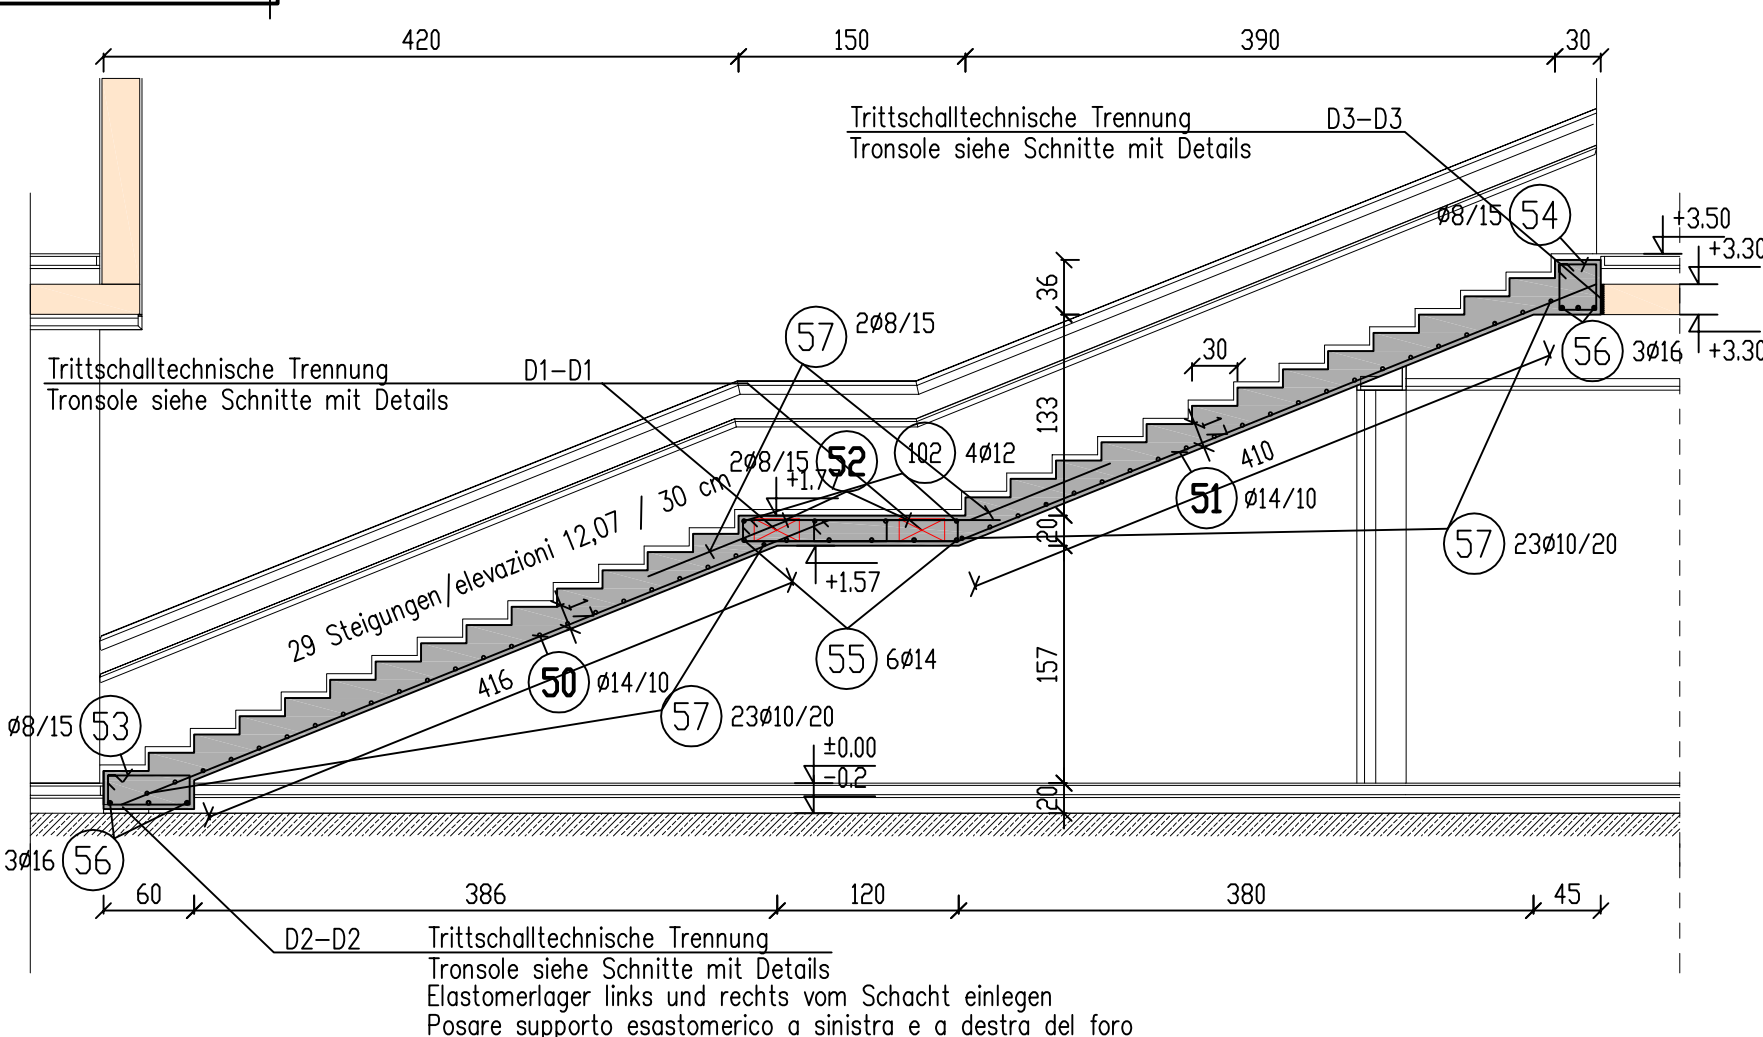 420
150
390
30
Trittschalltechnische Trennung D3-D3
Tronsole siehe Schnitte mit Details
ø8/15 54
+3.50
+3.30
36
57 2ø8/15
30
56 3ø16
+3.30
Trittschalltechnische Trennung D1-D1
Tronsole siehe Schnitte mit Details
133
2ø8/15 52
102 4ø12
410
51 ø14/10
20
57 23ø10/20
+1.57
29 Steigungen/elevazioni 12,07 / 30 cm
55 6ø14
157
416
50 ø14/10
57 23ø10/20
ø8/15 53
±0.00
-0.2
20
3ø16 56
60
386
120
380
45
D2-D2 Trittschalltechnische Trennung
Tronsole siehe Schnitte mit Details
Elastomerlager links und rechts vom Schacht einlegen
Posare supporto esastomerico a sinistra e a destra del foro